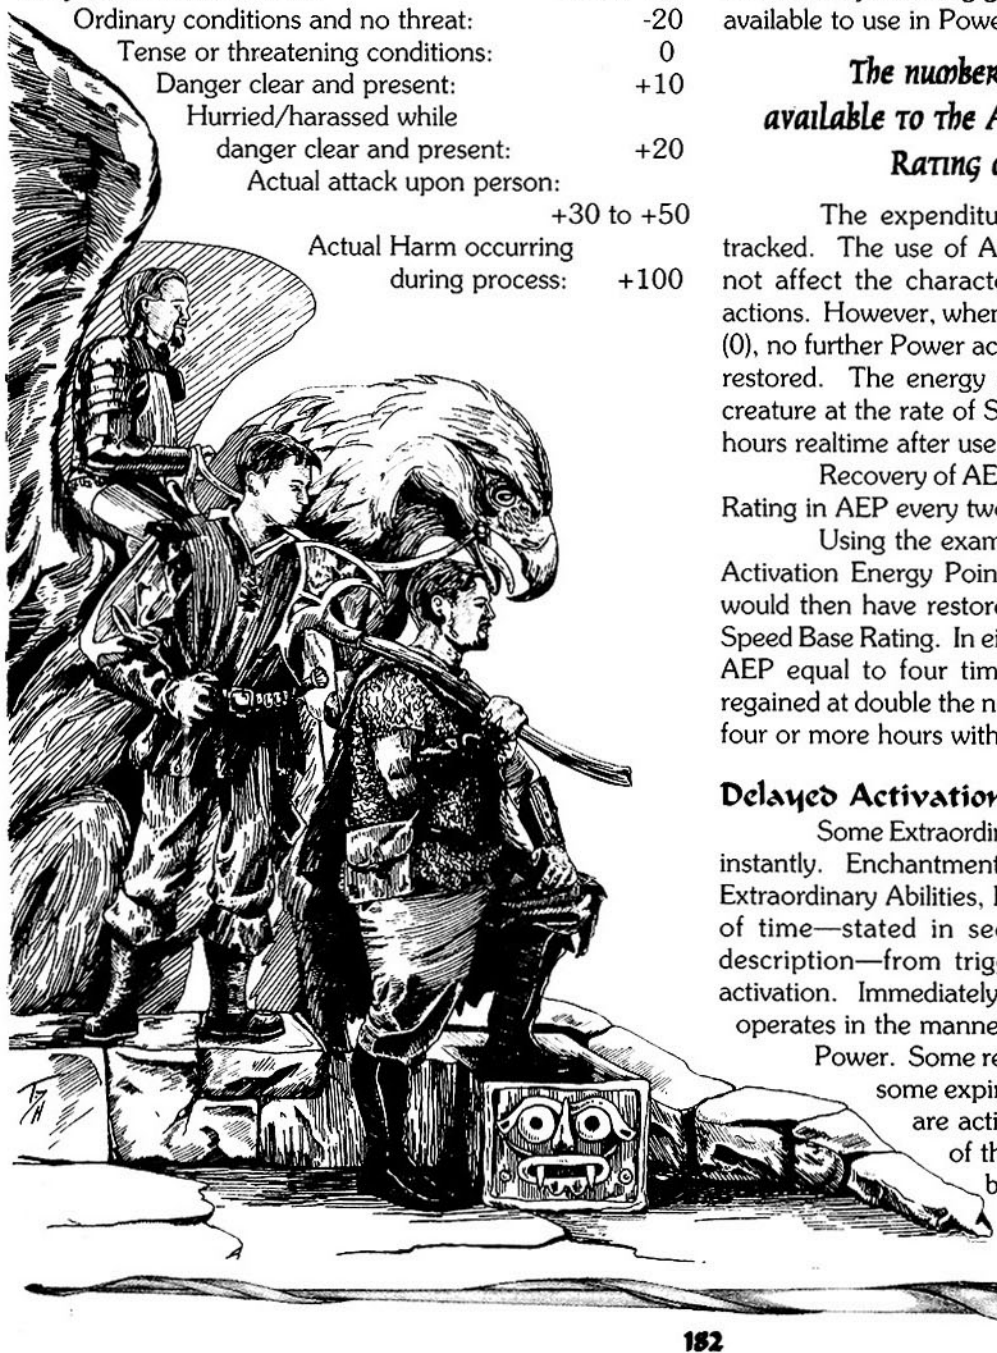 Ordinary conditions and no threat: -20
Tense or threatening conditions: 0
Danger clear and present: +10
Hurried/harassed while
danger clear and present: +20
Actual attack upon person:
+30 to +50
Actual Harm occurring
during process: +100
available to use in Powe
The number
available to the A
Rating
The expenditu
tracked. The use of A
not affect the characte
actions. However, when
(0), no further Power ac
restored. The energy
creature at the rate of S
hours realtime after use
Recovery of AE
Rating in AEP every two
Using the exam
Activation Energy Poin
would then have restore
Speed Base Rating. In ei
AEP equal to four tim
regained at double the n
four or more hours with
Delayed Activation
Some Extraordin
instantly. Enchantment
Extraordinary Abilities,
of time—stated in sec
description—from trigg
activation. Immediately
operates in the manne
Power. Some re
some expir
are acti
of th
b
182